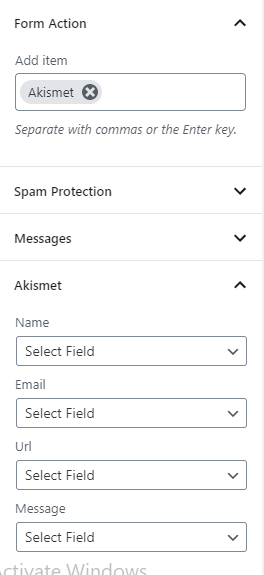 Form Action
Add item
Akismet
Separate with commas or the Enter key.
Spam Protection
Messages
Akismet
Name
Select Field
Email
Select Field
Url
Select Field
Message
Select Field
Activate Windows